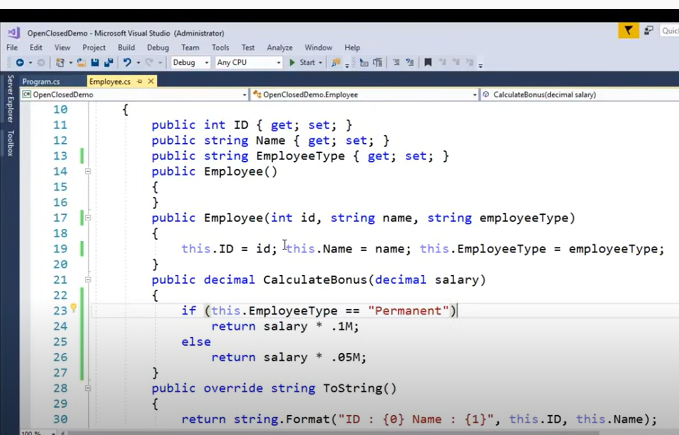 OpenClosedDemo - Microsoft Visual Studio (Administrator)
Quic
File Edit View Project Build Debug Team Tools Test Analyze Window Help
Debug Any CPU Start
Server Explorer
Toolbox
Program.cs Employee.cs
OpenClosedDemo OpenClosedDemo.Employee CalculateBonus(decimal salary)
10 {
11 public int ID { get; set; }
12 public string Name { get; set; }
13 public string EmployeeType { get; set; }
14 public Employee()
15 {
16 }
17 public Employee(int id, string name, string employeeType)
18 {
19 this.ID = id; this.Name = name; this.EmployeeType = employeeType;
20 }
21 public decimal CalculateBonus(decimal salary)
22 {
23 if (this.EmployeeType == "Permanent")
24 return salary * .1M;
25 else
26 return salary * .05M;
27 }
28 public override string ToString()
29 {
30 return string.Format("ID : {0} Name : {1}", this.ID, this.Name);
100 %